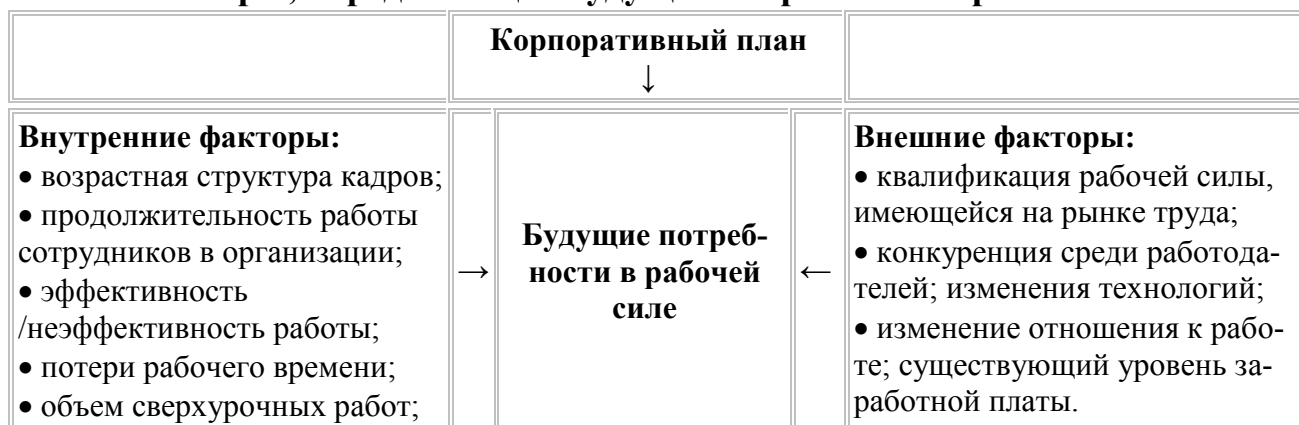 Корпоративный план
↓
Внутренние факторы:
• возрастная структура кадров;
• продолжительность работы
сотрудников в организации;
• эффективность
/неэффективность работы;
• потери рабочего времени;
• объем сверхурочных работ;
→
Будущие потреб-
ности в рабочей
силе
←
Внешние факторы:
• квалификация рабочей силы,
имеющейся на рынке труда;
• конкуренция среди работода-
телей; изменения технологий;
• изменение отношения к рабо-
те; существующий уровень за-
работной платы.